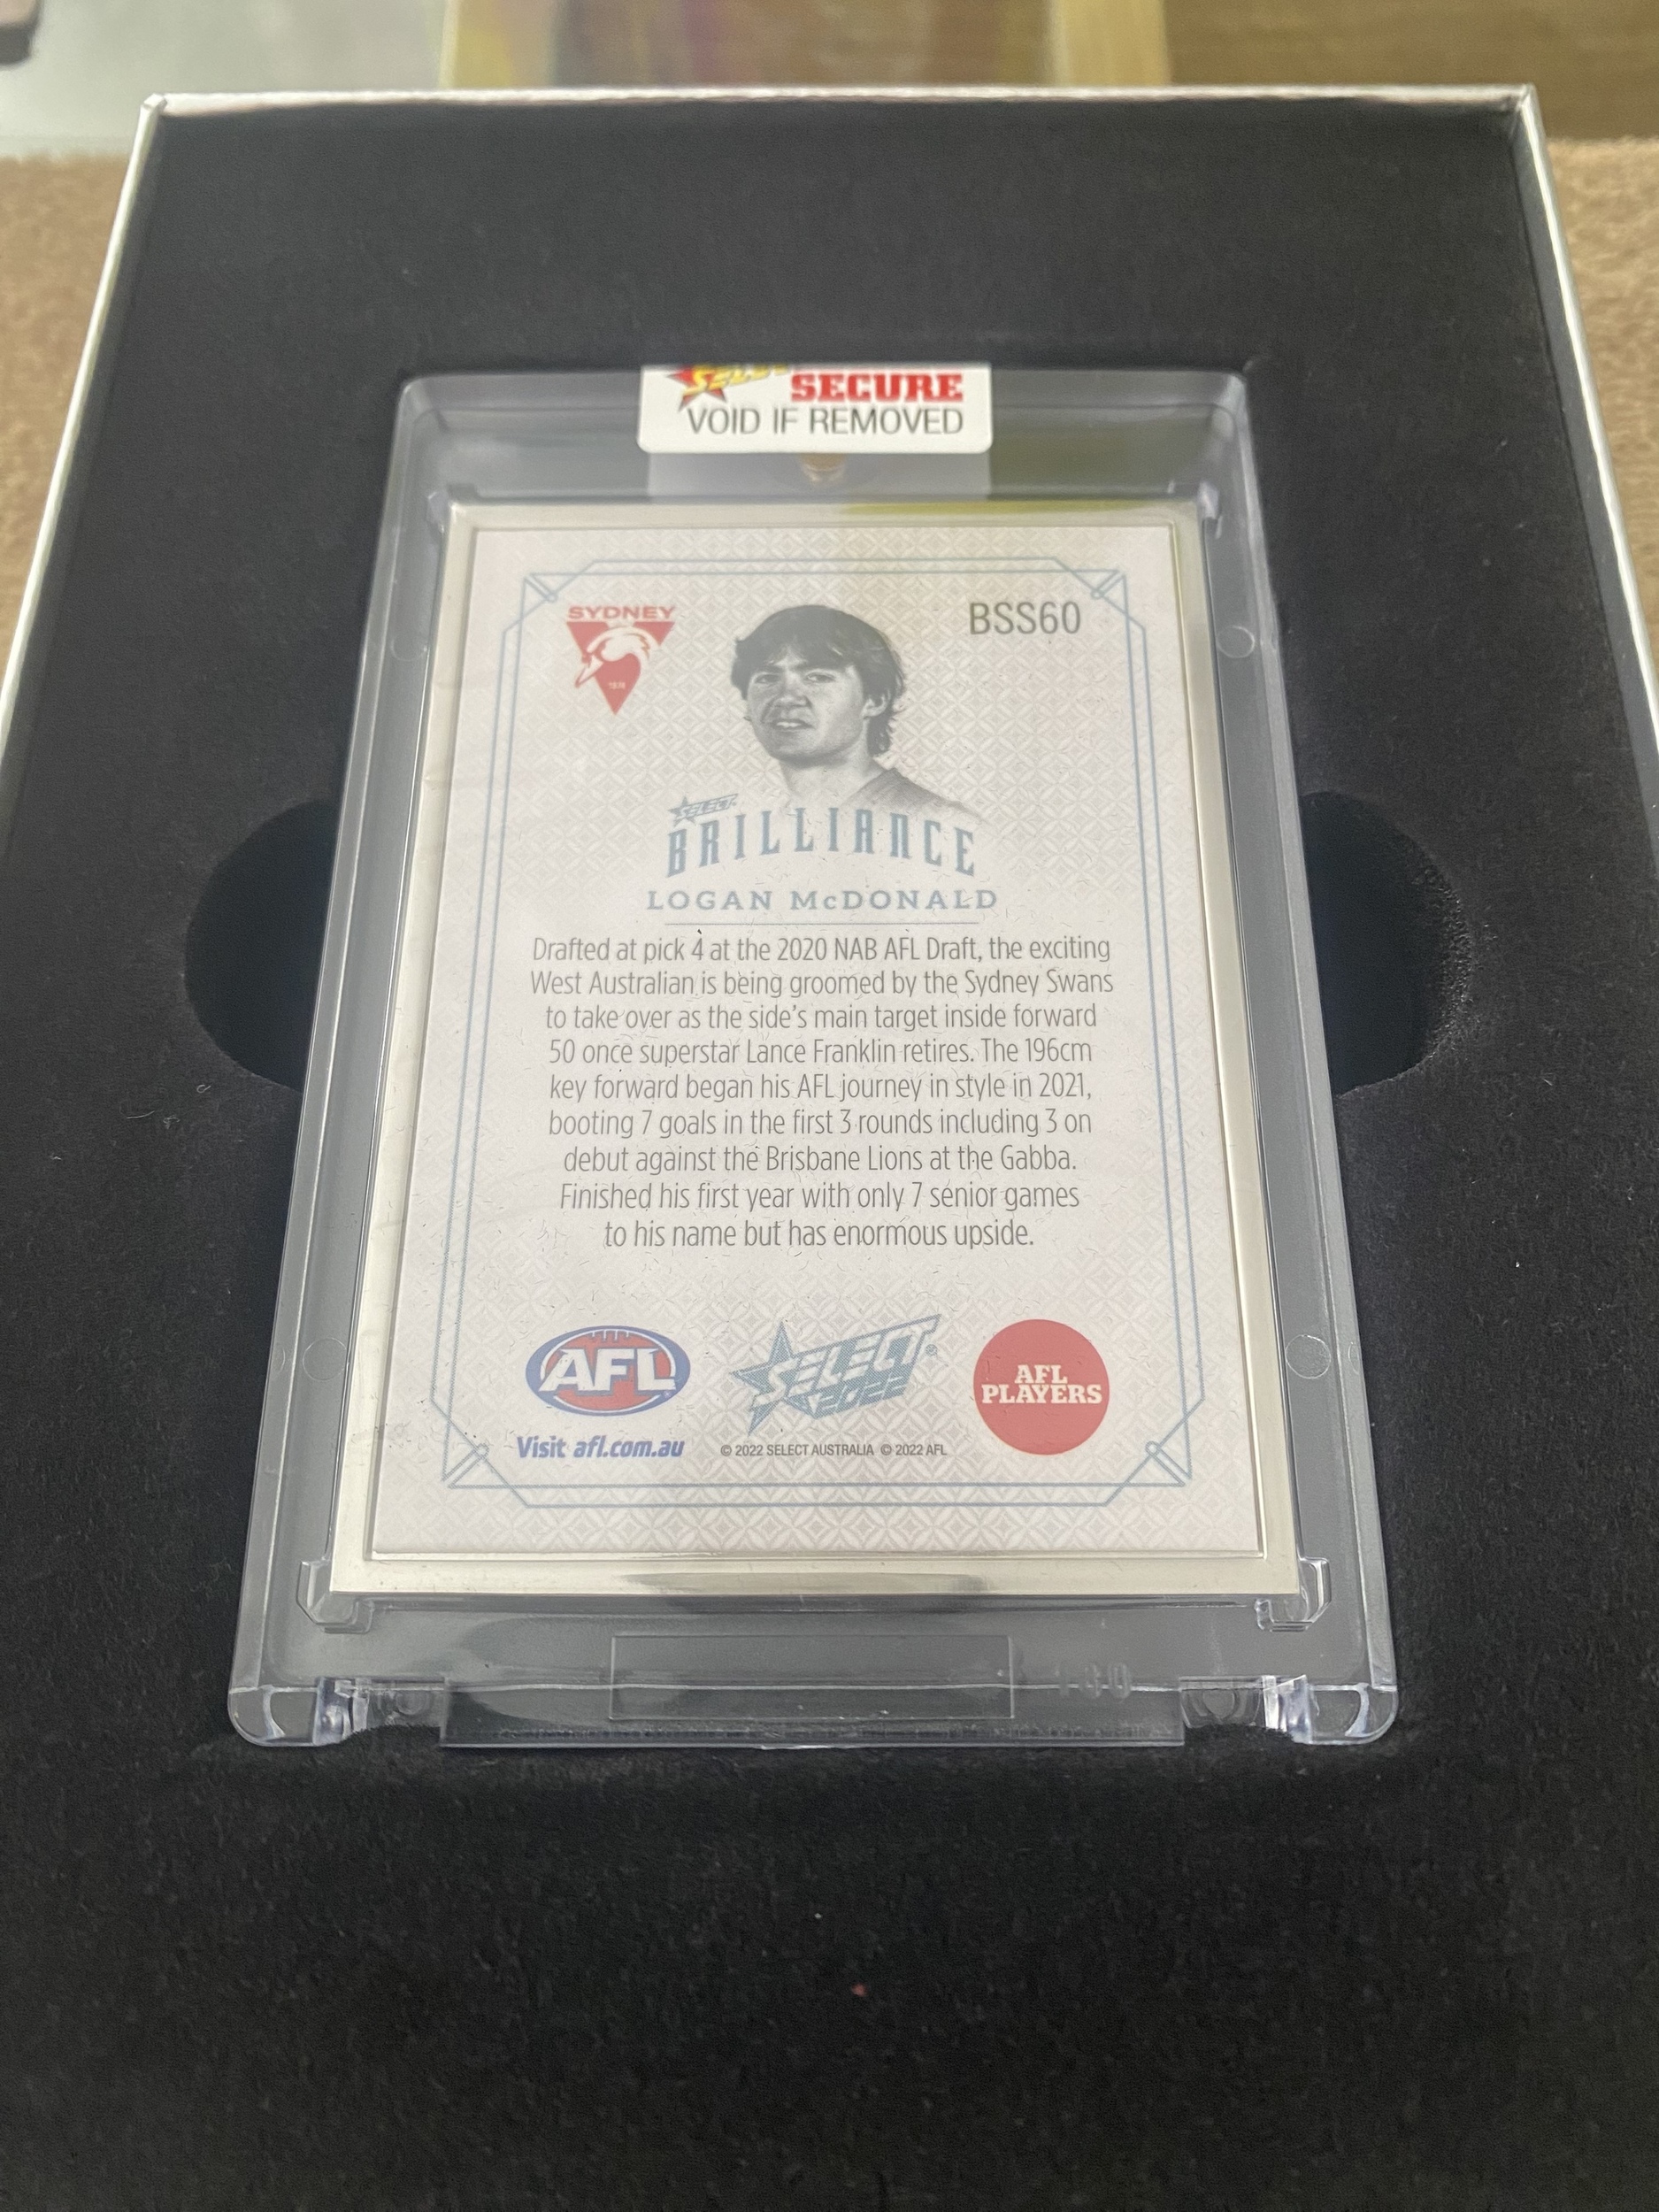 SELECT SECURE
VOID IF REMOVED
SYDNEY
BSS60
SELECT
BRILLIANCE
LOGAN McDONALD
Drafted at pick 4 at the 2020 NAB AFL Draft, the exciting
West Australian is being groomed by the Sydney Swans
to take over as the side's main target inside forward
50 once superstar Lance Franklin retires. The 196cm
key forward began his AFL journey in style in 2021,
booting 7 goals in the first 3 rounds including 3 on
debut against the Brisbane Lions at the Gabba.
Finished his first year with only 7 senior games
to his name but has enormous upside.
AFL
SELECT
2022
AFL
PLAYERS
Visit afl.com.au
© 2022 SELECT AUSTRALIA © 2022 AFL